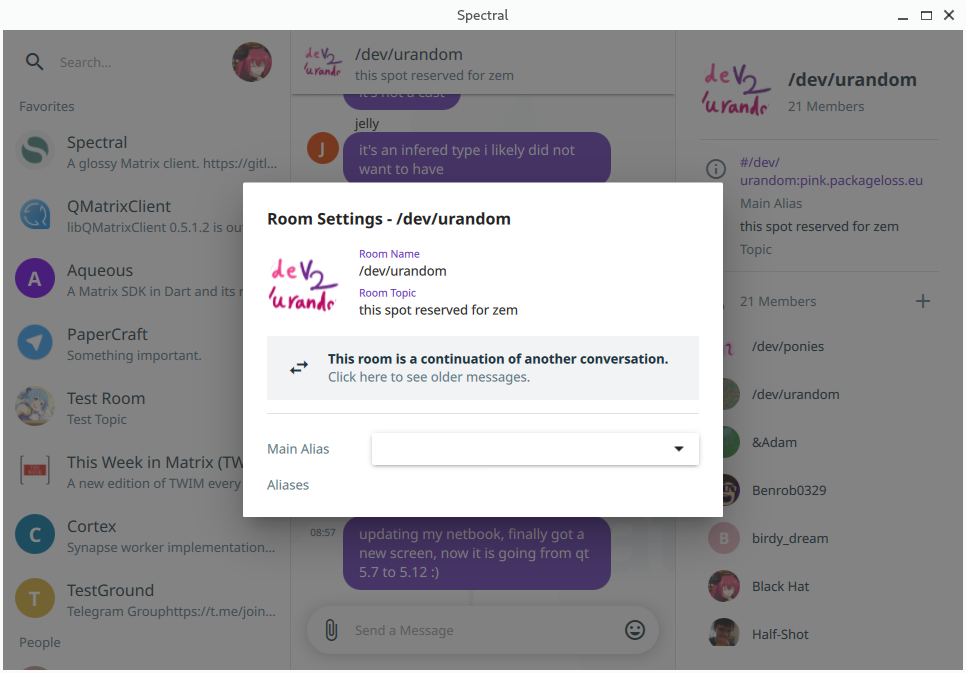 Spectral
Search...
Favorites
Spectral
A glossy Matrix client. https://gitl...
QMatrixClient
libQMatrixClient 0.5.1.2 is ou
A
Aqueous
A Matrix SDK in Dart and its r
PaperCraft
Something important.
Test Room
Test Topic
This Week in Matrix (TW
A new edition of TWIM every
C
Cortex
Synapse worker implementation...
T
TestGround
Telegram Grouphttps://t.me/join...
People
dev2
'urando
/dev/urandom
this spot reserved for zem
it's not a cast
jelly
J
it's an infered type i likely did not
want to have
Room Settings - /dev/urandom
dev2
'urando
Room Name
/dev/urandom
Room Topic
this spot reserved for zem
This room is a continuation of another conversation.
Click here to see older messages.
Main Alias
Aliases
08:57
updating my netbook, finally got a
new screen, now it is going from qt
5.7 to 5.12 :)
Send a Message
dev2
'urando
/dev/urandom
21 Members
#/dev/
urandom:pink.packageloss.eu
Main Alias
this spot reserved for zem
Topic
21 Members
/dev/ponies
/dev/urandom
&Adam
Benrob0329
B
birdy_dream
Black Hat
Half-Shot